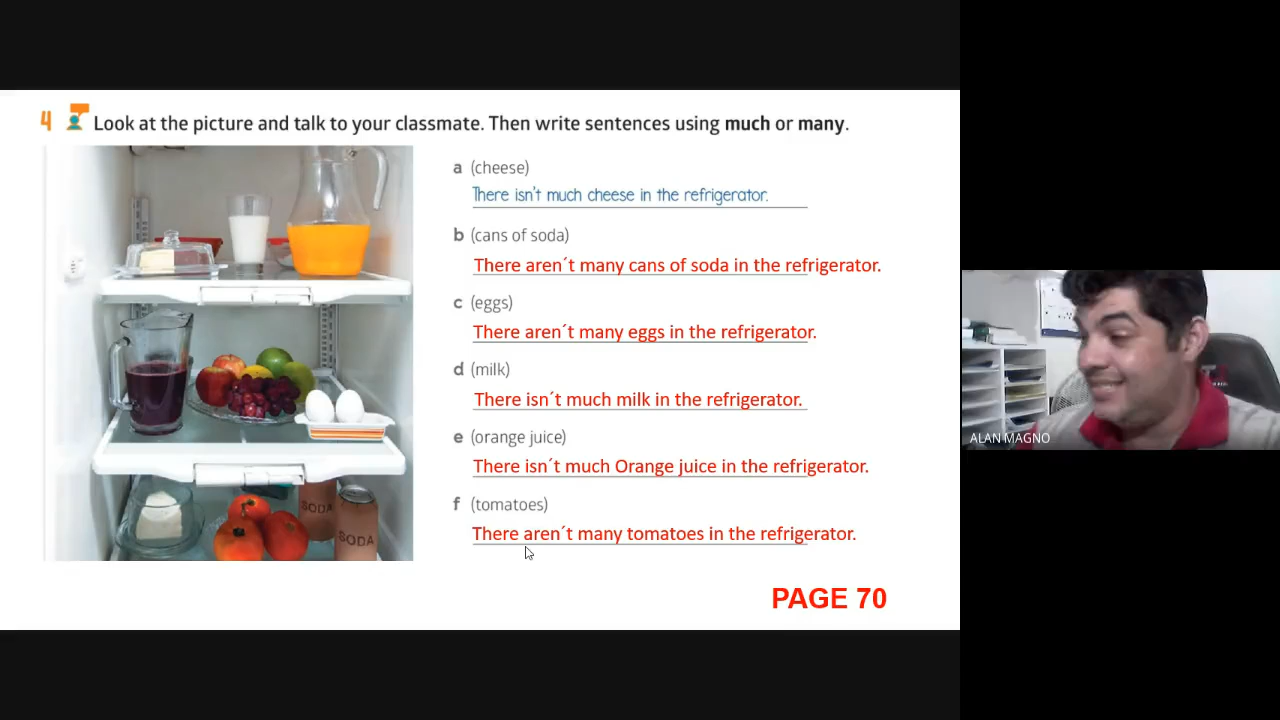 4 Look at the picture and talk to your classmate. Then write sentences using much or many.
a (cheese)
There isn't much cheese in the refrigerator.
b (cans of soda)
There aren´t many cans of soda in the refrigerator.
c (eggs)
There aren´t many eggs in the refrigerator.
d (milk)
There isn´t much milk in the refrigerator.
e (orange juice)
There isn´t much Orange juice in the refrigerator.
f (tomatoes)
There aren´t many tomatoes in the refrigerator.
SODA
SODA
PAGE 70
ALAN MAGNO